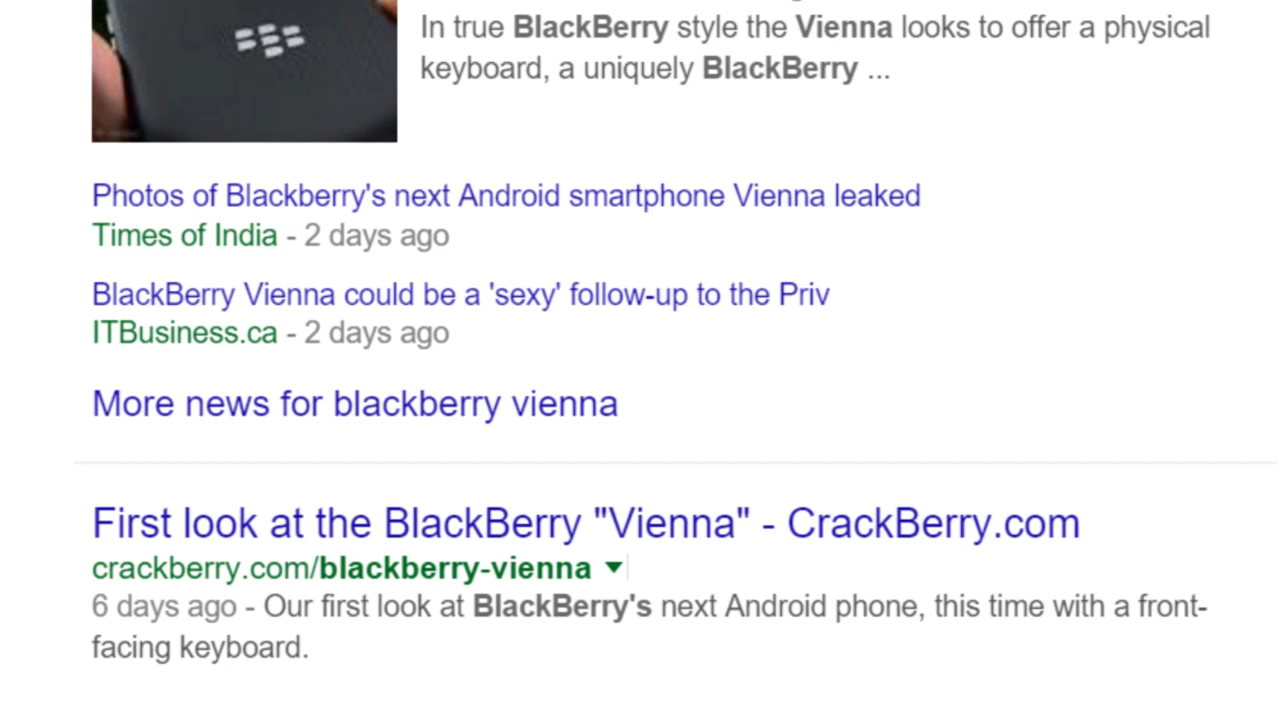 In true BlackBerry style the Vienna looks to offer a physical
keyboard, a uniquely BlackBerry ...
Photos of Blackberry's next Android smartphone Vienna leaked
Times of India - 2 days ago
BlackBerry Vienna could be a 'sexy' follow-up to the Priv
ITBusiness.ca - 2 days ago
More news for blackberry vienna
First look at the BlackBerry "Vienna" - CrackBerry.com
crackberry.com/blackberry-vienna
6 days ago - Our first look at BlackBerry's next Android phone, this time with a front-
facing keyboard.